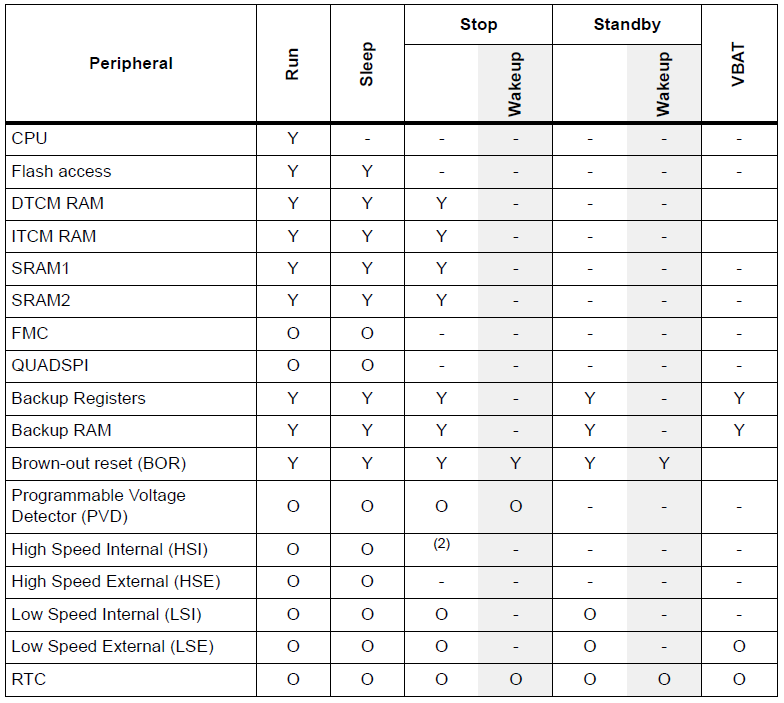 Peripheral Run Sleep Stop Standby VBAT
Wakeup Wakeup
CPU Y - - - - - -
Flash access Y Y - - - - -
DTCM RAM Y Y Y - - -
ITCM RAM Y Y Y - - -
SRAM1 Y Y Y - - - -
SRAM2 Y Y Y - - - -
FMC O O - - - - -
QUADSPI O O - - - - -
Backup Registers Y Y Y - Y - Y
Backup RAM Y Y Y - Y - Y
Brown-out reset (BOR) Y Y Y Y Y Y
Programmable Voltage
Detector (PVD) O O O O - - -
High Speed Internal (HSI) O O (2) - - - -
High Speed External (HSE) O O - - - - -
Low Speed Internal (LSI) O O O - O - -
Low Speed External (LSE) O O O - O - O
RTC O O O O O O O